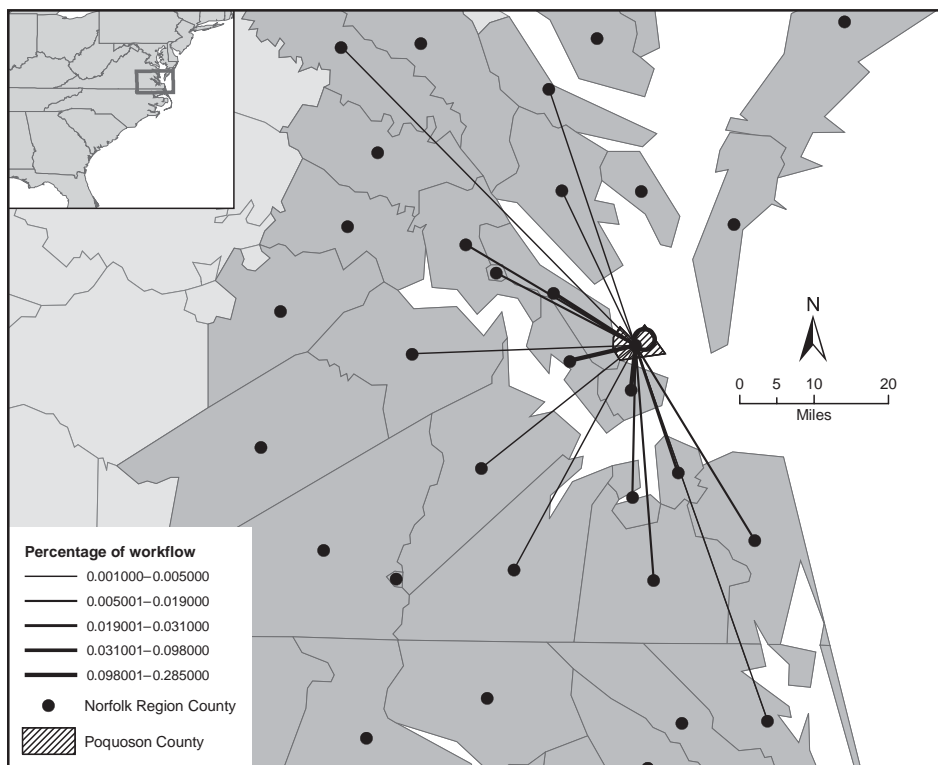 N
0 5 10 20
Miles
Percentage of workflow
0.001000–0.005000
0.005001–0.019000
0.019001–0.031000
0.031001–0.098000
0.098001–0.285000
Norfolk Region County
Poquoson County